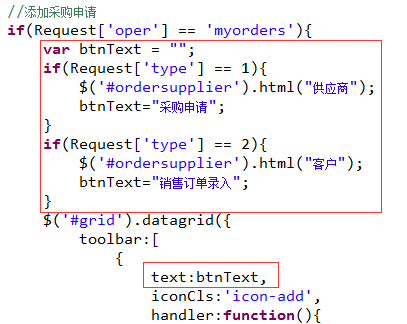 //添加采购申请
if(Request['oper'] == 'myorders'){
var btnText = "";
if(Request['type'] == 1){
$('#ordersupplier').html("供应商");
btnText="采购申请";
}
if(Request['type'] == 2){
$('#ordersupplier').html("客户");
btnText="销售订单录入";
}
$('#grid').datagrid({
toolbar:[
{
text:btnText,
iconCls:'icon-add',
handler:function(){